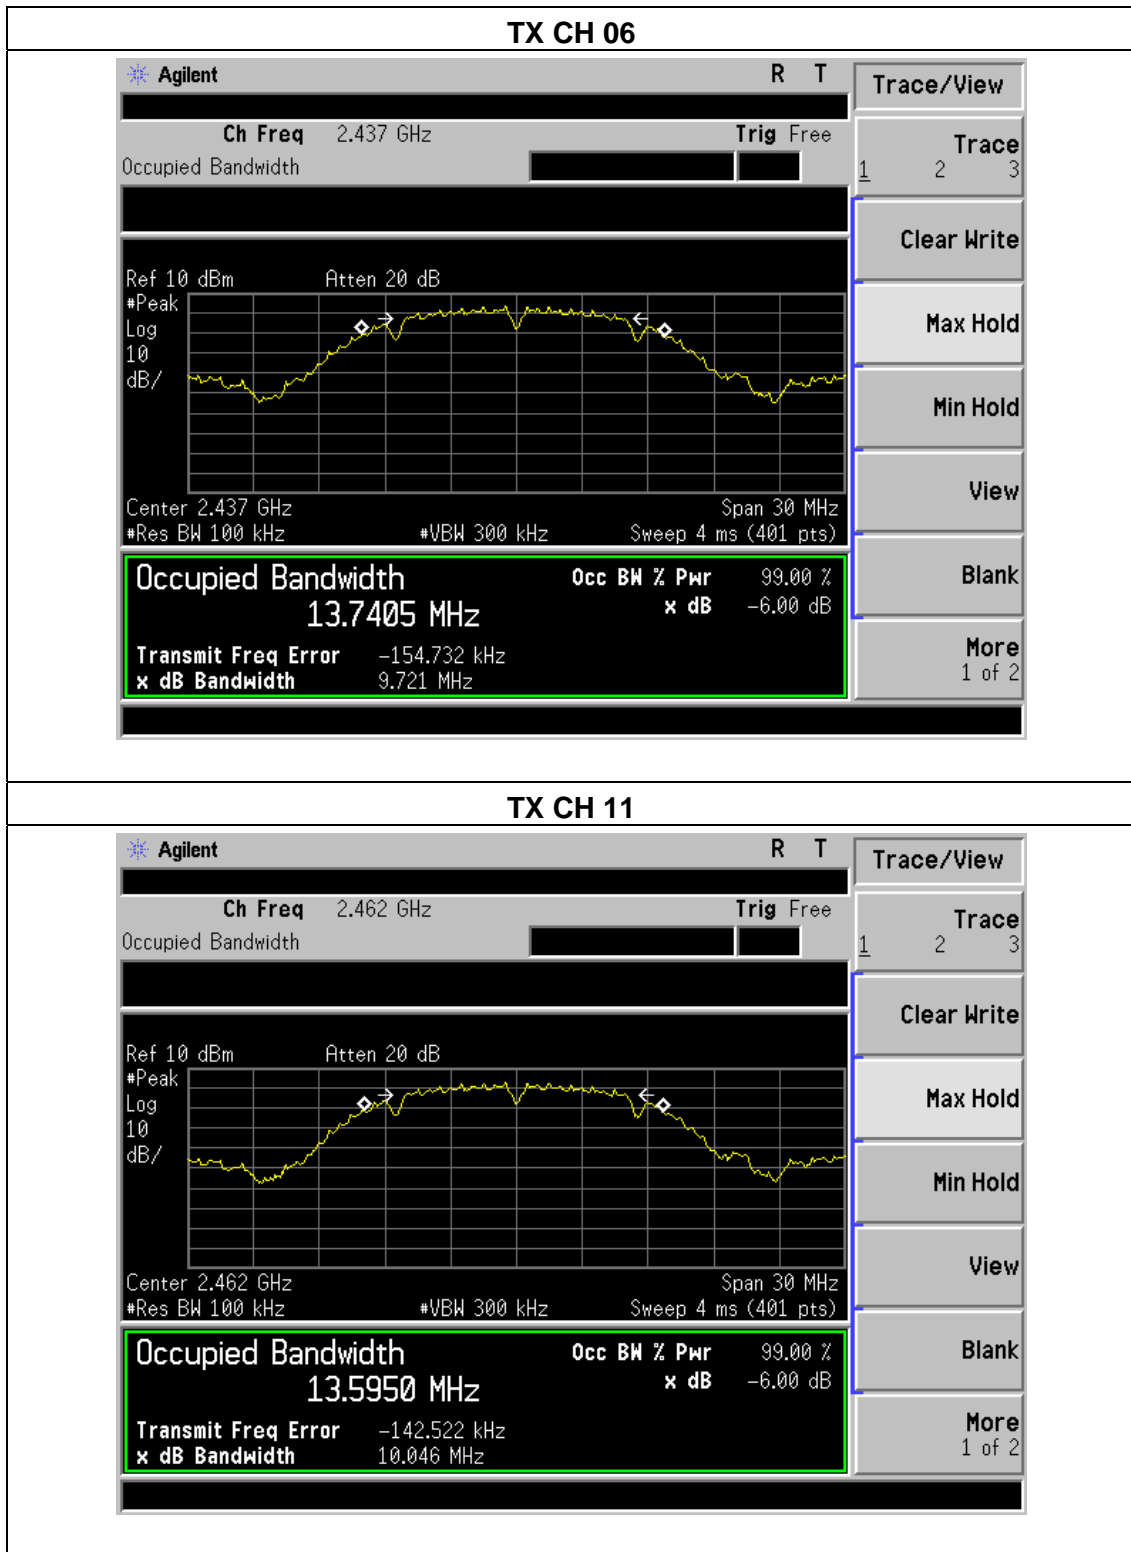 TX CH 06
Agilent R T
Trace/View
Ch Freq 2.437 GHz Trig Free
Occupied Bandwidth
Trace
1 2 3
Clear Write
Ref 10 dBm Atten 20 dB
#Peak
Log
10
dB/
Max Hold
Min Hold
View
Center 2.437 GHz Span 30 MHz
#Res BW 100 kHz #VBW 300 kHz Sweep 4 ms (401 pts)
Occupied Bandwidth Occ BW % Pwr 99.00 %
13.7405 MHz x dB -6.00 dB
Blank
Transmit Freq Error -154.732 kHz
x dB Bandwidth 9.721 MHz
More
1 of 2
TX CH 11
Agilent R T
Trace/View
Ch Freq 2.462 GHz Trig Free
Occupied Bandwidth
Trace
1 2 3
Clear Write
Ref 10 dBm Atten 20 dB
#Peak
Log
10
dB/
Max Hold
Min Hold
View
Center 2.462 GHz Span 30 MHz
#Res BW 100 kHz #VBW 300 kHz Sweep 4 ms (401 pts)
Occupied Bandwidth Occ BW % Pwr 99.00 %
13.5950 MHz x dB -6.00 dB
Blank
Transmit Freq Error -142.522 kHz
x dB Bandwidth 10.046 MHz
More
1 of 2